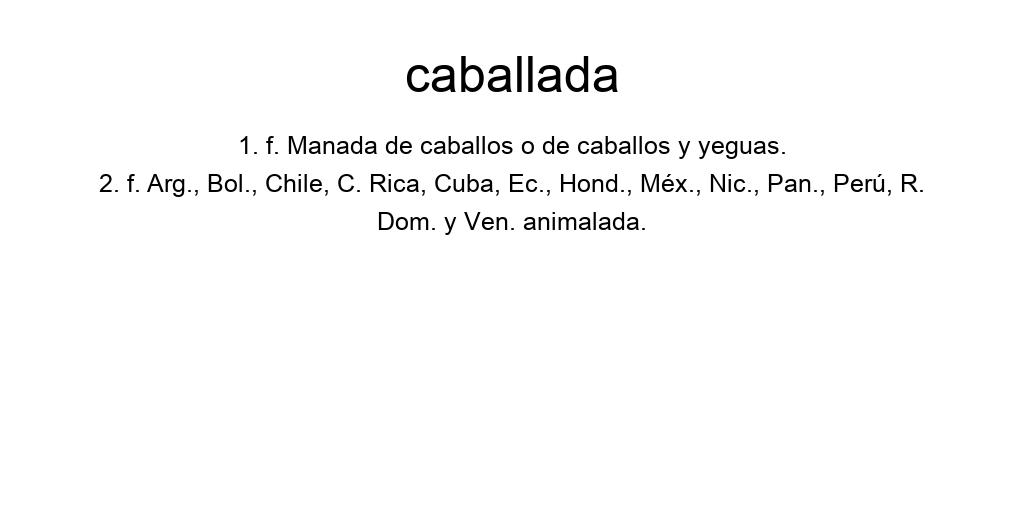 caballada
1. f. Manada de caballos o de caballos y yeguas.
2. f. Arg., Bol., Chile, C. Rica, Cuba, Ec., Hond., Méx., Nic., Pan., Perú, R.
Dom. y Ven. animalada.